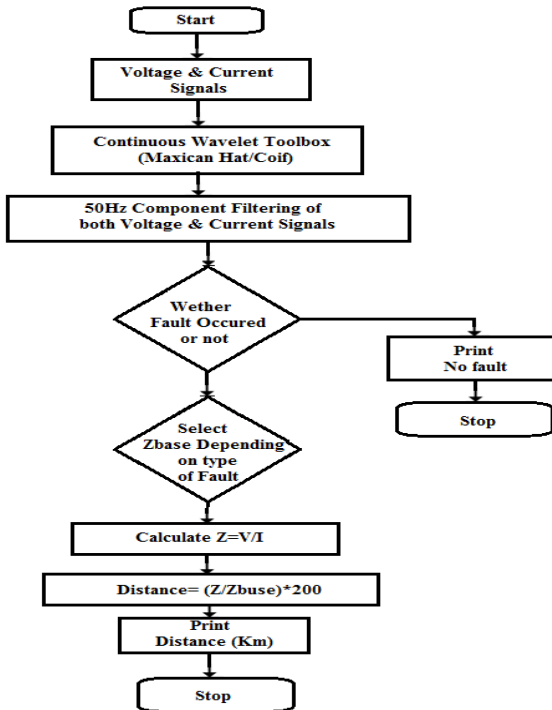 Start
Voltage & Current
Signals
Continuous Wavelet Toolbox
(Maxican Hat/Coif)
50Hz Component Filtering of
both Voltage & Current Signals
Wether
Fault Occured
or not
Print
No fault
Stop
Select
Zbase Depending
on type
of Fault
Calculate Z=V/I
Distance= (Z/Zbuse)*200
Print
Distance (Km)
Stop